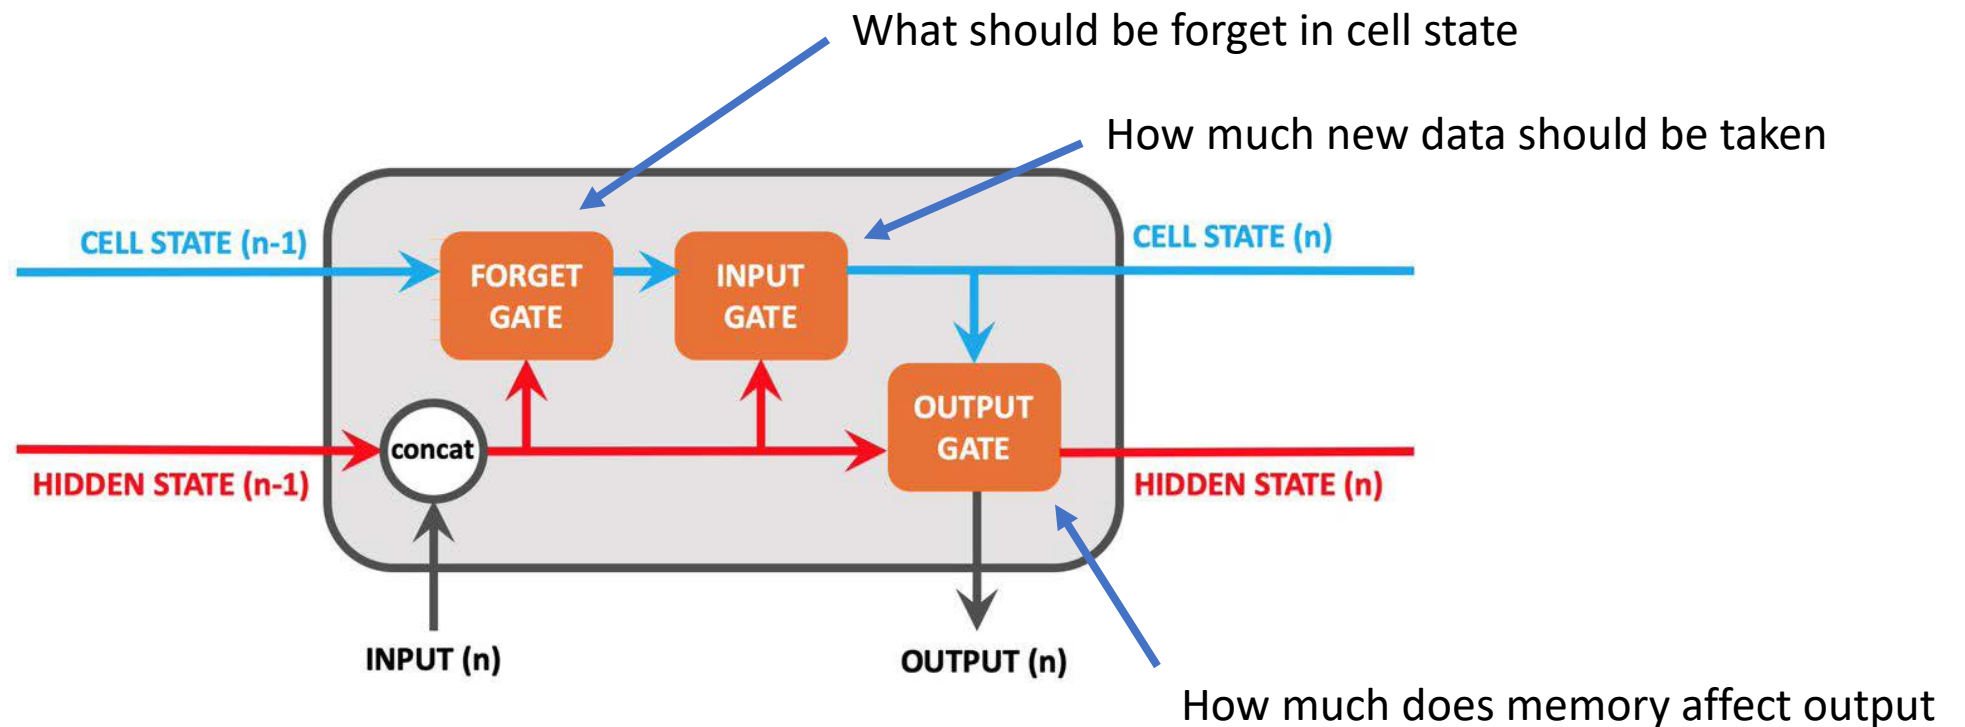 What should be forget in cell state
How much new data should be taken
CELL STATE (n-1)
CELL STATE (n)
FORGET
GATE
INPUT
GATE
OUTPUT
GATE
concat
HIDDEN STATE (n-1)
HIDDEN STATE (n)
INPUT (n)
OUTPUT (n)
How much does memory affect output